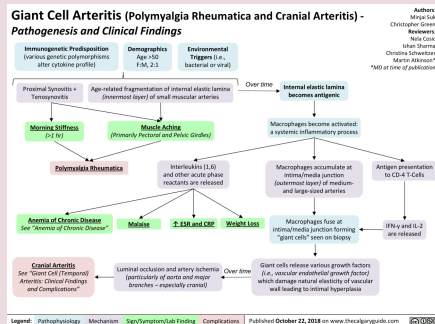 Giant Cell Arteritis (Polymyalgia Rheumatica and Cranial Arteritis) -
Pathogenesis and Clinical Findings
Authors:
Minjal Suk
Christopher Green
Reviewers:
Nela Cosic
Ishan Sharma
Christina Schweitzer
Martin Atkinson*
*MD at time of publication
Immunogenetic Predisposition
(various genetic polymorphisms
alter cytokine profile)
Demographics
Age >50
F:M, 2:1
Environmental
Triggers (i.e.,
bacterial or viral)
Proximal Synovitis +
Tenosynovitis
Age-related fragmentation of internal elastic lamina
(innermost layer) of small muscular arteries
Over time
Internal elastic lamina
becomes antigenic
Morning Stiffness
(>1 hr)
Muscle Aching
(Primarily Pectoral and Pelvic Girdles)
Macrophages become activated:
a systemic inflammatory process
Polymyalgia Rheumatica
Interleukins (1,6)
and other acute phase
reactants are released
Macrophages accumulate at
intima/media junction
(outermost layer) of medium-
and large-sized arteries
Antigen presentation
to CD-4 T-Cells
Anemia of Chronic Disease
See "Anemia of Chronic Disease"
Malaise
↑ ESR and CRP
Weight Loss
Macrophages fuse at
intima/media junction forming
"giant cells" seen on biopsy
IFN-γ and IL-2
are released
Cranial Arteritis
See "Giant Cell (Temporal)
Arteritis: Clinical Findings
and Complications"
Luminal occlusion and artery ischemia
(particularly of aorta and major
branches – especially cranial)
Over time
Giant cells release various growth factors
(i.e., vascular endothelial growth factor)
which damage natural elasticity of vascular
wall leading to intimal hyperplasia
Legend: Pathophysiology Mechanism Sign/Symptom/Lab Finding Complications
Published October 22, 2018 on www.thecalgaryguide.com